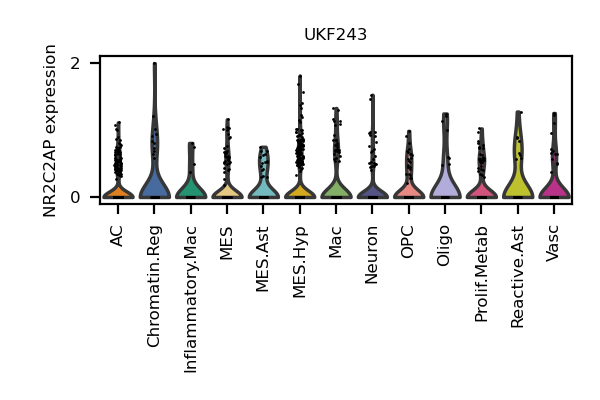 UKF243
NR2C2AP expression
2
0
AC
Chromatin.Reg
Inflammatory.Mac
MES
MES.Ast
MES.Hyp
Mac
Neuron
OPC
Oligo
Prolif.Metab
Reactive.Ast
Vasc